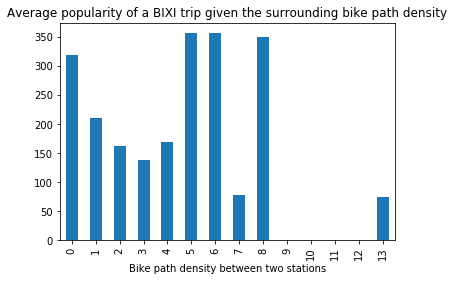 Average popularity of a BIXI trip given the surrounding bike path density
350
300
250
200
150
100
50
0
0 1 2 3 4 5 6 7 8 9 10 11 12 13
Bike path density between two stations